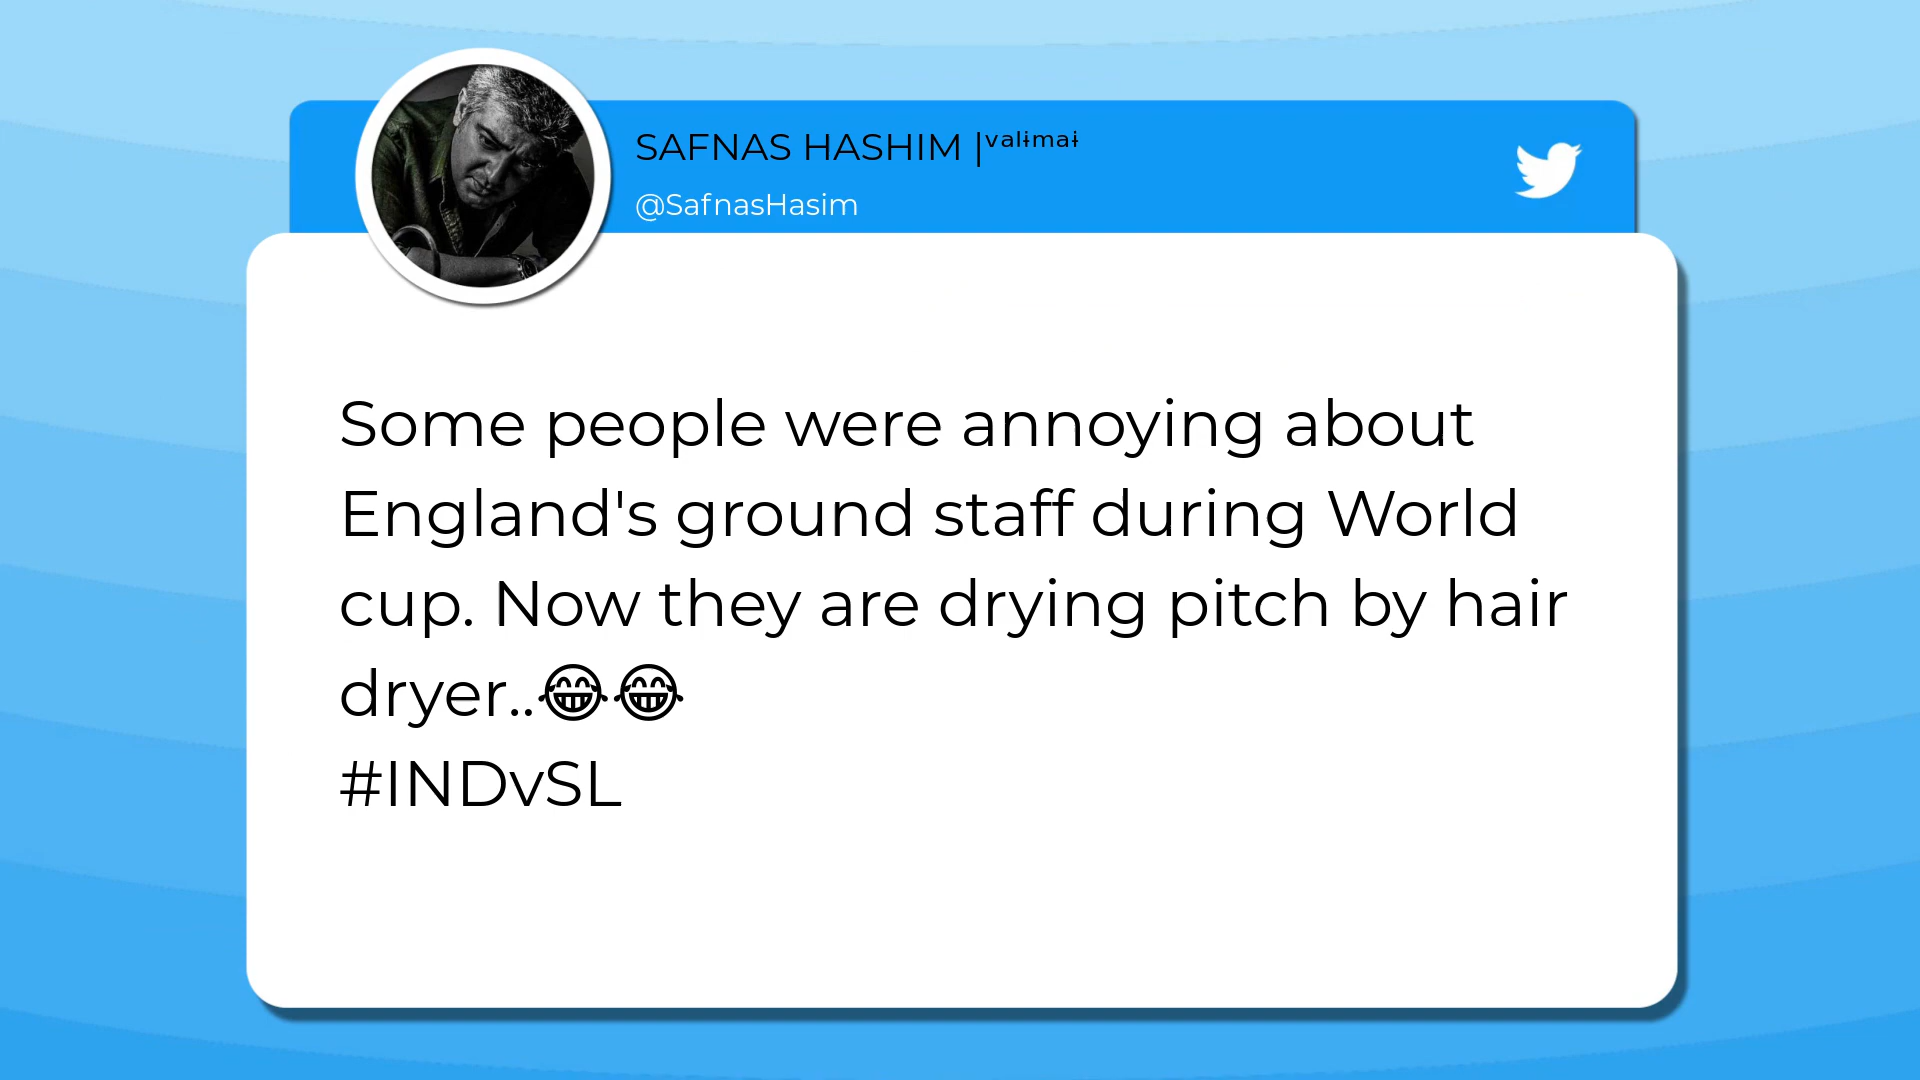 SAFNAS HASHIM |ᵛᵃˡᶤᵐᵃᶤ
@SafnasHasim
Some people were annoying about
England's ground staff during World
cup. Now they are drying pitch by hair
dryer..😂😂
#INDvSL